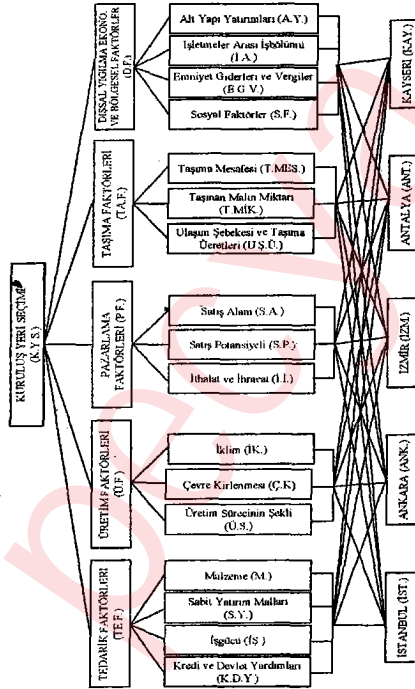 KURULUŞ YERİ SEÇİMİ
(K.Y.S.)
TEDARİK FAKTÖRLERİ
(TE.F.)
ÜRETİM FAKTÖRLERİ
(Ü.F.)
PAZARLAMA
FAKTÖRLERİ
(P.F.)
TAŞIMA FAKTÖRLERİ
(TA.F.)
DIŞSAL YIĞILMA EKONO.
VE BÖLGESEL FAKTÖRLER
(D.F.)
Malzeme (M.)
Sabit Yatırım Malları
(S.Y.)
İşgücü (İŞ.)
Kredi ve Devlet Yardımları
(K.D.Y.)
İklim (İK.)
Çevre Kirlenmesi (Ç.K)
Üretim Sürecinin Şekli
(Ü.S.)
Satış Alanı (S.A.)
Satış Potansiyeli (S.P.)
İthalat ve İhracat (İ.İ.)
Taşıma Mesafesi (T.MES.)
Taşınan Malın Miktarı
(T.MİK.)
Ulaşım Şebekesi ve Taşıma
Ücretleri (U.Ş.Ü.)
Alt Yapı Yatırımları (A.Y.)
İşletmeler Arası İşbölümü
(İ.A.)
Emniyet Giderleri ve Vergiler
(E.G.V.)
Sosyal Faktörler (S.F.)
İSTANBUL (İST.)
ANKARA (ANK.)
İZMİR (İZM.)
ANTALYA (ANT.)
KAYSERİ (KAY.)
pecya